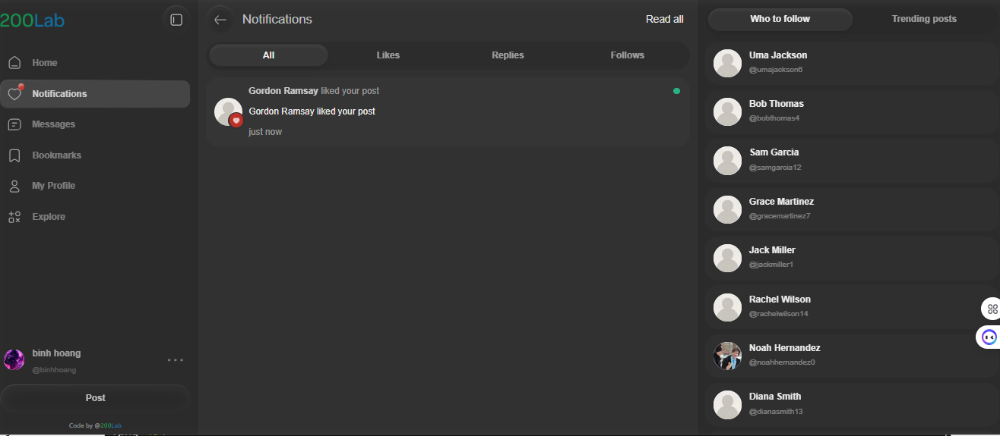 200Lab
Home
Notifications
Messages
Bookmarks
My Profile
Explore
binh hoang
@binhhoang
Post
Code by @200Lab
Notifications
Read all
All
Likes
Replies
Follows
Gordon Ramsay liked your post
Gordon Ramsay liked your post
just now
Who to follow
Trending posts
Uma Jackson
@umajackson6
Bob Thomas
@bobthomas4
Sam Garcia
@samgarcia12
Grace Martinez
@gracemartinez7
Jack Miller
@jackmiller1
Rachel Wilson
@rachelwilson14
Noah Hernandez
@noahhernandez0
Diana Smith
@dianasmith13